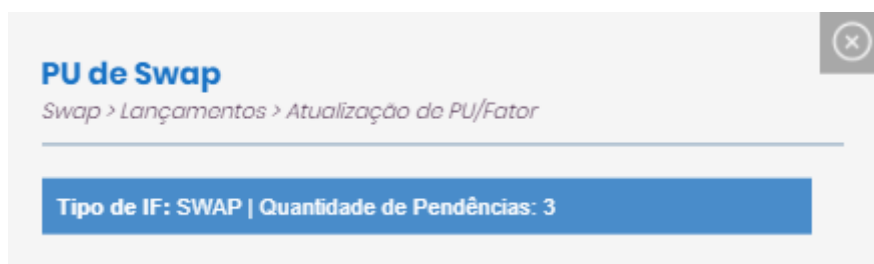 PU de Swap
Swap > Lançamentos > Atualização de PU/Fator
Tipo de IF: SWAP | Quantidade de Pendências: 3